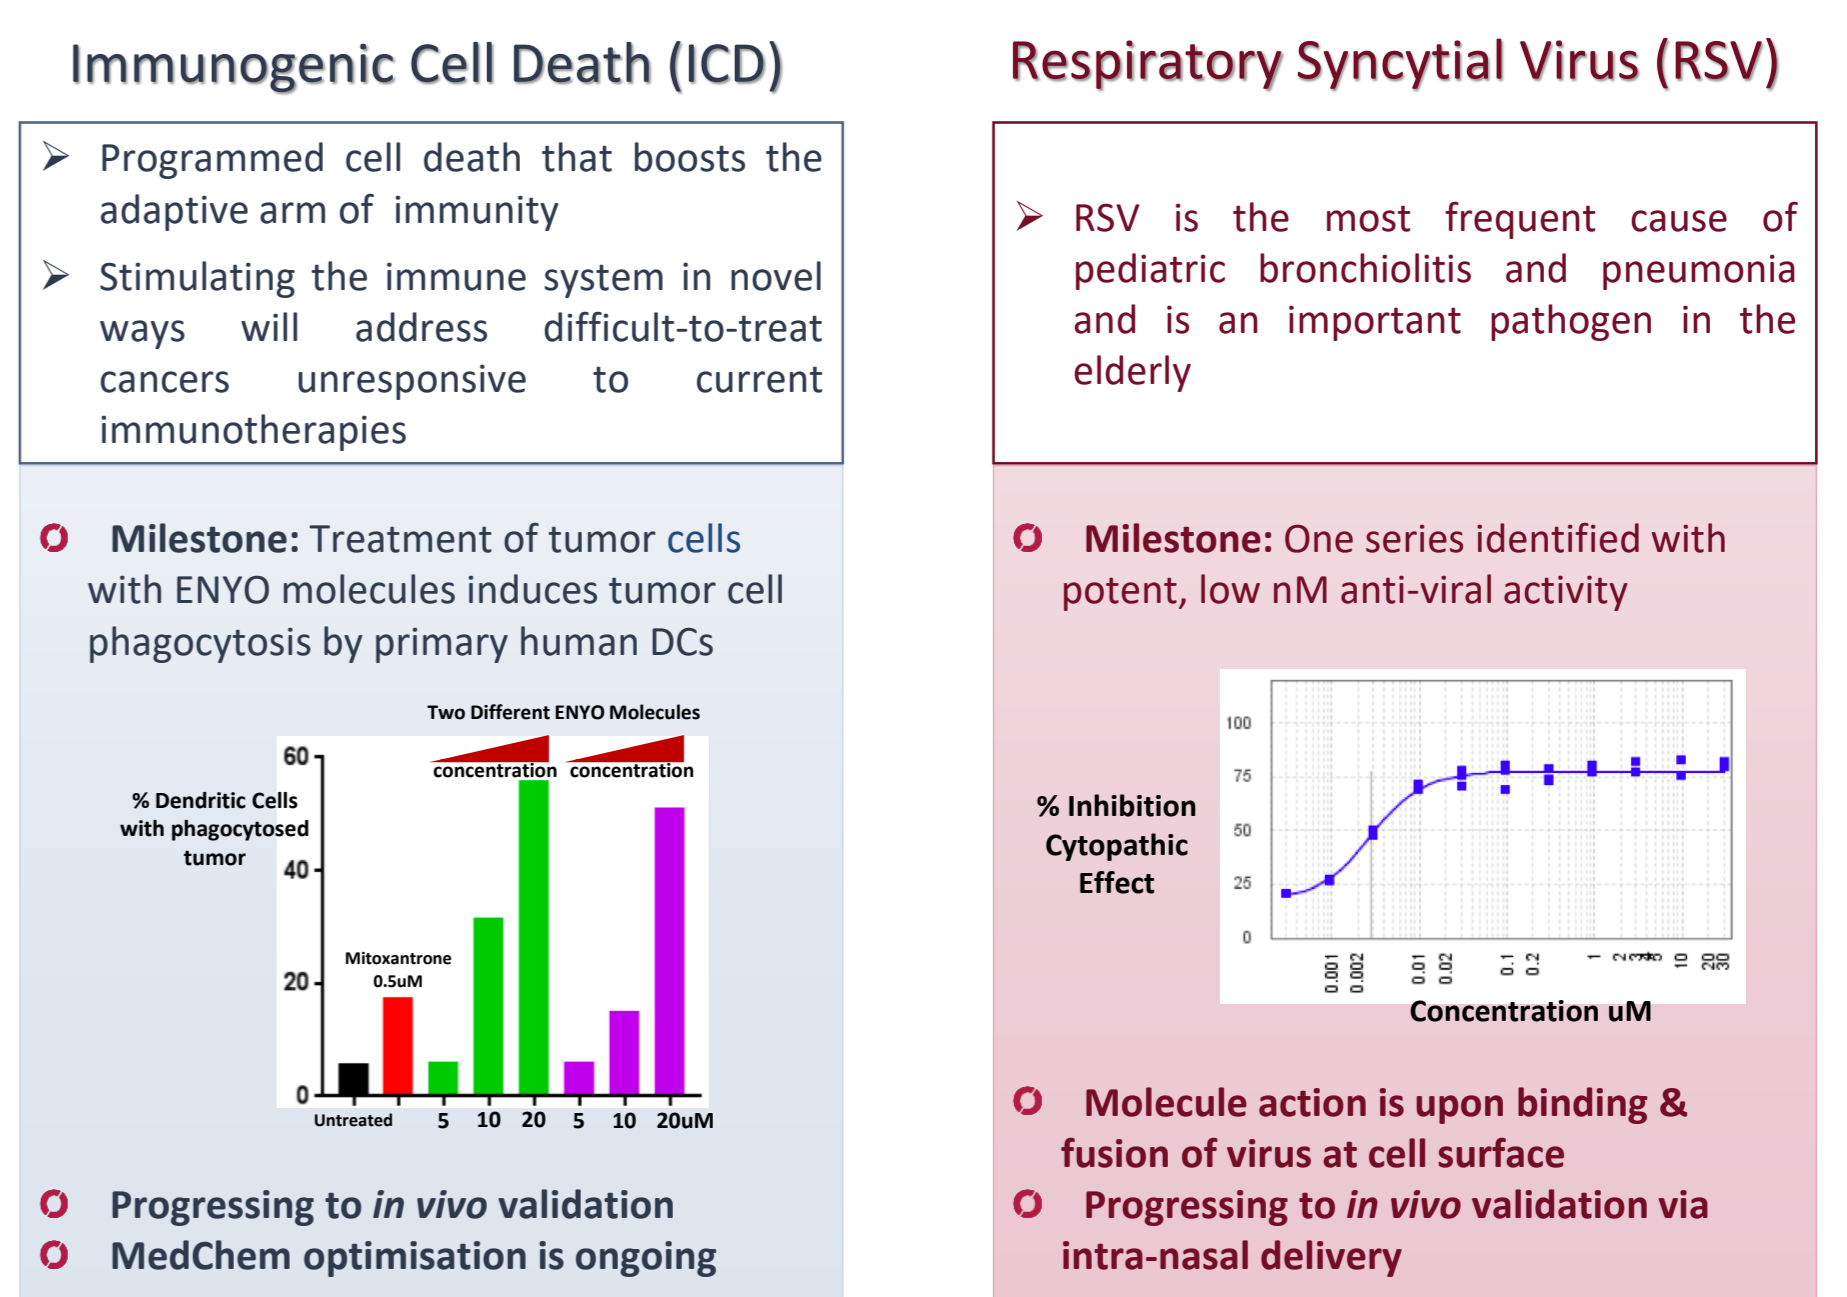 Immunogenic Cell Death (ICD)
➢ Programmed cell death that boosts the
adaptive arm of immunity
➢ Stimulating the immune system in novel
ways will address difficult-to-treat
cancers unresponsive to current
immunotherapies
Milestone: Treatment of tumor cells
with ENYO molecules induces tumor cell
phagocytosis by primary human DCs
Two Different ENYO Molecules
concentration concentration
% Dendritic Cells
with phagocytosed
tumor
60
40
20
0
Mitoxantrone
0.5uM
Untreated 5 10 20 5 10 20uM
Progressing to in vivo validation
MedChem optimisation is ongoing
Respiratory Syncytial Virus (RSV)
➢ RSV is the most frequent cause of
pediatric bronchiolitis and pneumonia
and is an important pathogen in the
elderly
Milestone: One series identified with
potent, low nM anti-viral activity
% Inhibition
Cytopathic
Effect
100
75
50
25
0
0.001 0.002 0.01 0.02 0.1 0.2 1 2 3 4 5 10 20 30
Concentration uM
Molecule action is upon binding &
fusion of virus at cell surface
Progressing to in vivo validation via
intra-nasal delivery